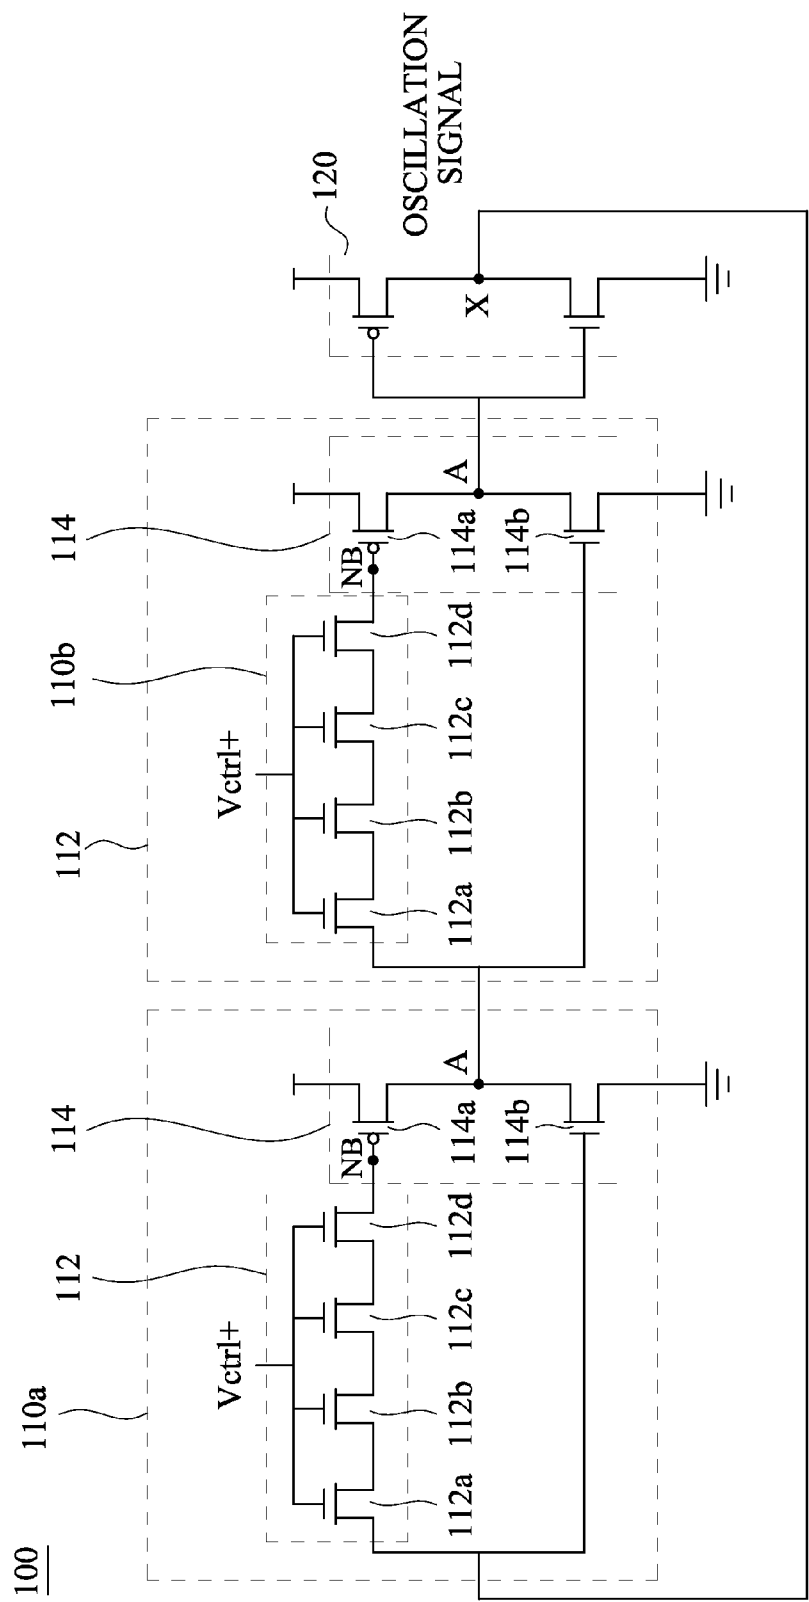 100
110a
112
114
112
110b
114
120
Vctrl+
Vctrl+
OSCILLATION
SIGNAL
NB
NB
A
A
X
112a
112b
112c
112d
114a
114b
112a
112b
112c
112d
114a
114b